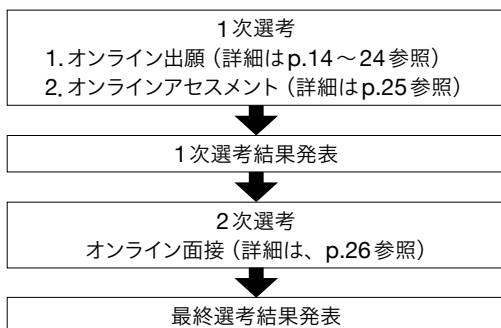 1次選考
1. オンライン出願（詳細はp.14～24参照）
2. オンラインアセスメント（詳細はp.25参照）
1次選考結果発表
2次選考
オンライン面接（詳細は、p.26参照）
最終選考結果発表